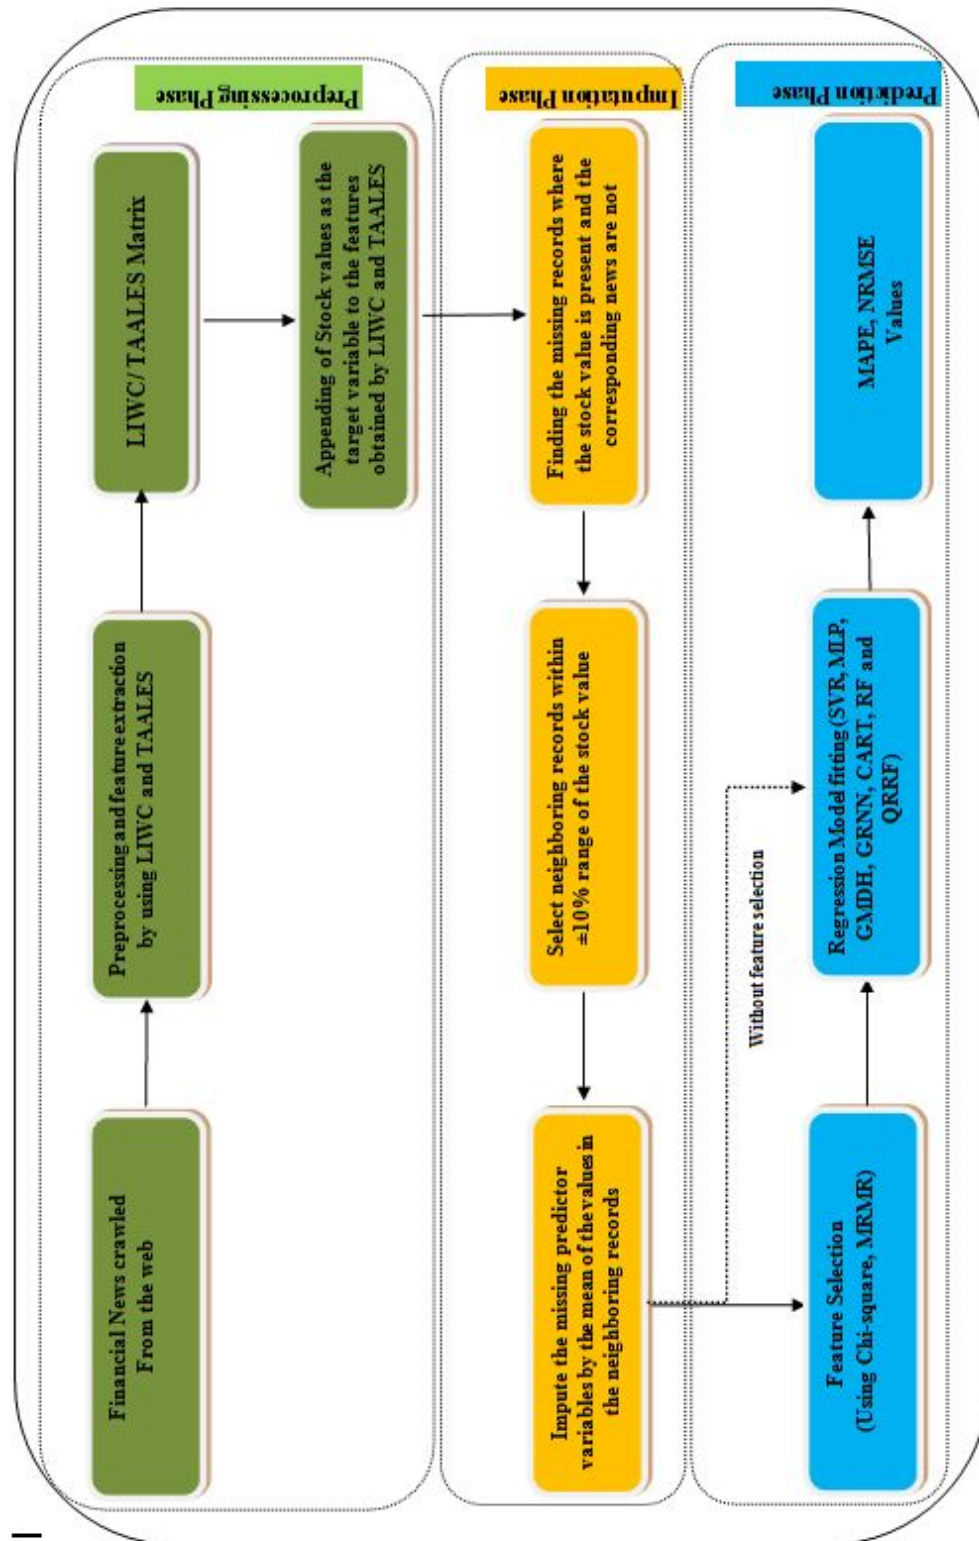 Preprocessing Phase
Financial News crawled
From the web
Preprocessing and feature extraction
by using LIWC and TAALES
LIWC/ TAALES Matrix
Appending of Stock values as the
target variable to the features
obtained by LIWC and TAALES
Imputation Phase
Finding the missing records where
the stock value is present and the
corresponding news are not
Select neighboring records within
±10% range of the stock value
Impute the missing predictor
variables by the mean of the values in
the neighboring records
Without feature selection
Prediction Phase
Feature Selection
(Using Chi-square, MRMR)
Regression Model fitting (SVR, MLP,
GMDH, GRNN, CART, RF and
QRRF)
MAPE, NRMSE
Values